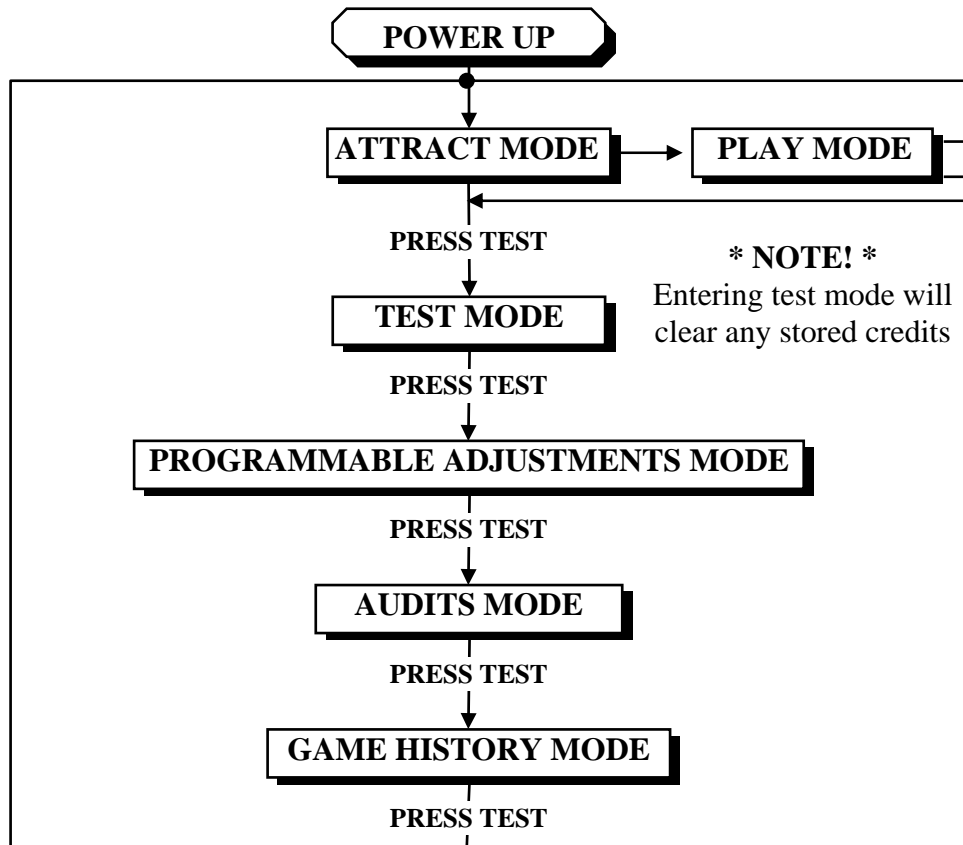 POWER UP
ATTRACT MODE
PLAY MODE
PRESS TEST
* NOTE! *
Entering test mode will
clear any stored credits
TEST MODE
PRESS TEST
PROGRAMMABLE ADJUSTMENTS MODE
PRESS TEST
AUDITS MODE
PRESS TEST
GAME HISTORY MODE
PRESS TEST